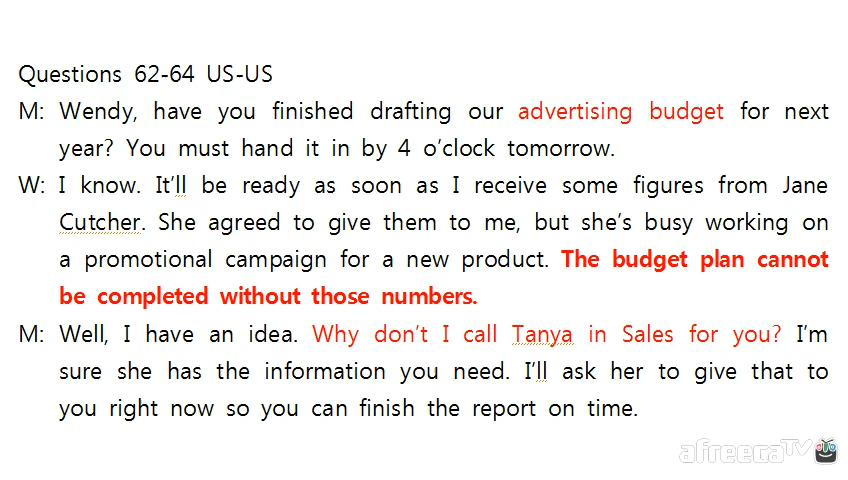 Questions 62-64 US-US
M: Wendy, have you finished drafting our advertising budget for next
year? You must hand it in by 4 o’clock tomorrow.
W: I know. It’ll be ready as soon as I receive some figures from Jane
Cutcher. She agreed to give them to me, but she’s busy working on
a promotional campaign for a new product. The budget plan cannot
be completed without those numbers.
M: Well, I have an idea. Why don’t I call Tanya in Sales for you? I’m
sure she has the information you need. I’ll ask her to give that to
you right now so you can finish the report on time.
afreecaTV